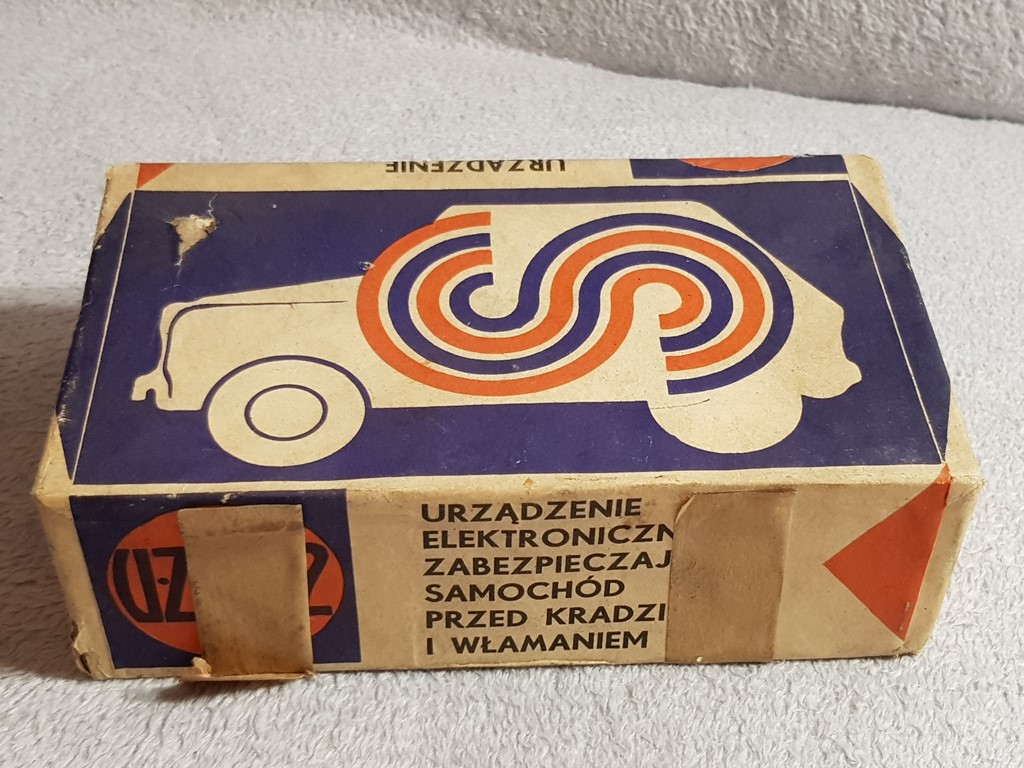 URZĄDZENIE
URZĄDZENIE
ELEKTRONICZN
ZABEZPIECZAJ
SAMOCHÓD
PRZED KRADZI
I WŁAMANIEM